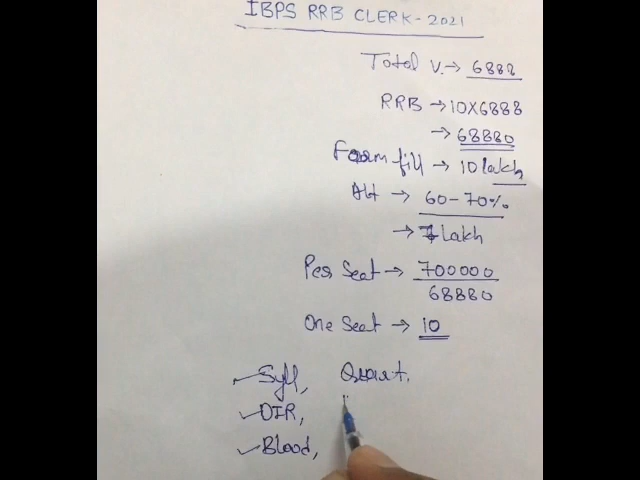 IBPS RRB CLERK-2021
Total V.→ 6888
RRB → 10X6888
→ 68880
Form fill → 10 lakh
Att → 60-70%
→ 7 Lakh
Per Seat → 700000
68880
One Seat → 10
Syll, Quant.
DIR,
Blood,